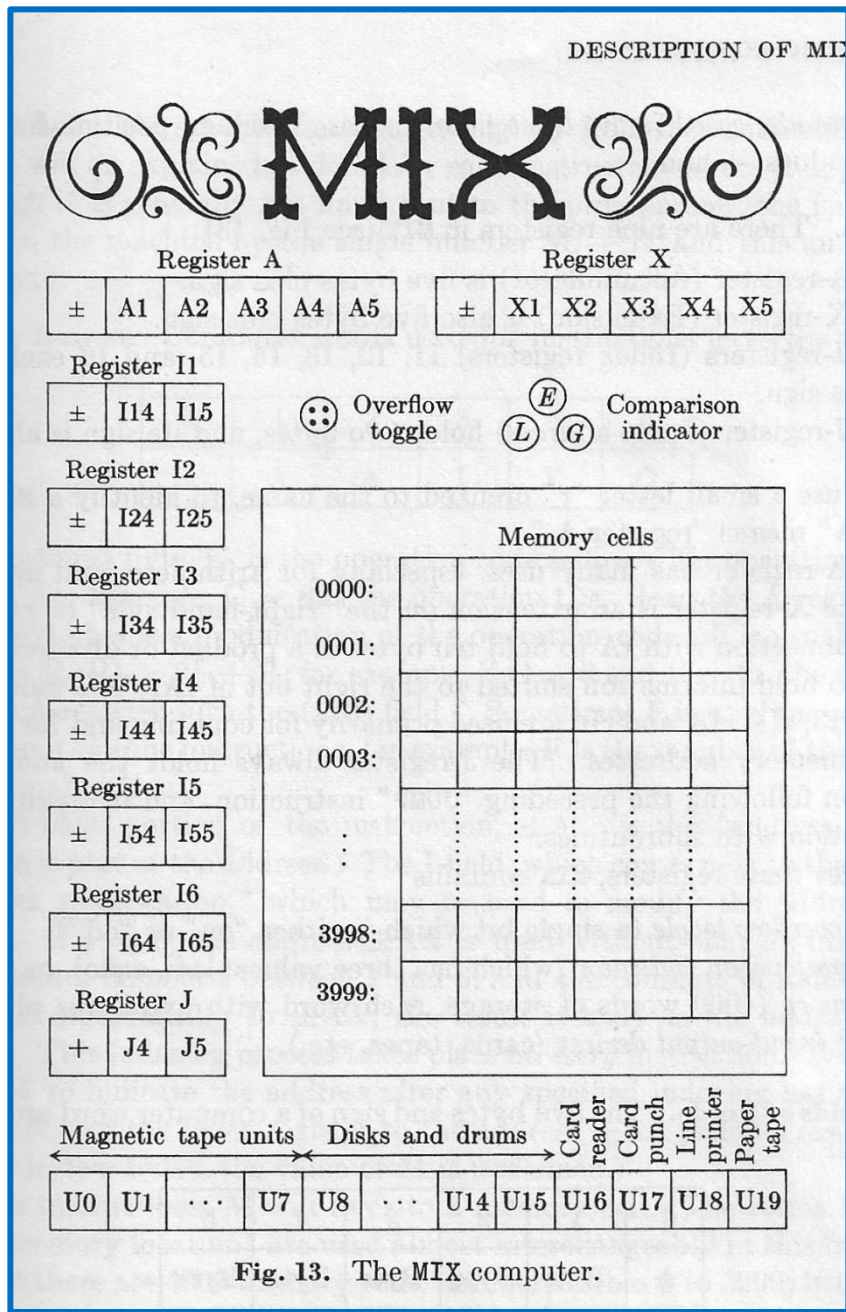 DESCRIPTION OF MIX
MIX
Register A
± A1 A2 A3 A4 A5
Register X
± X1 X2 X3 X4 X5
Register I1
± I14 I15
Overflow
toggle
E
L G
Comparison
indicator
Register I2
± I24 I25
Memory cells
Register I3
± I34 I35
0000:
0001:
Register I4
± I44 I45
0002:
0003:
Register I5
± I54 I55
Register I6
± I64 I65
3998:
3999:
Register J
+ J4 J5
Magnetic tape units
Disks and drums
Card
reader
Card
punch
Line
printer
Paper
tape
U0 U1 ···· U7 U8 ···· U14 U15 U16 U17 U18 U19
Fig. 13. The MIX computer.